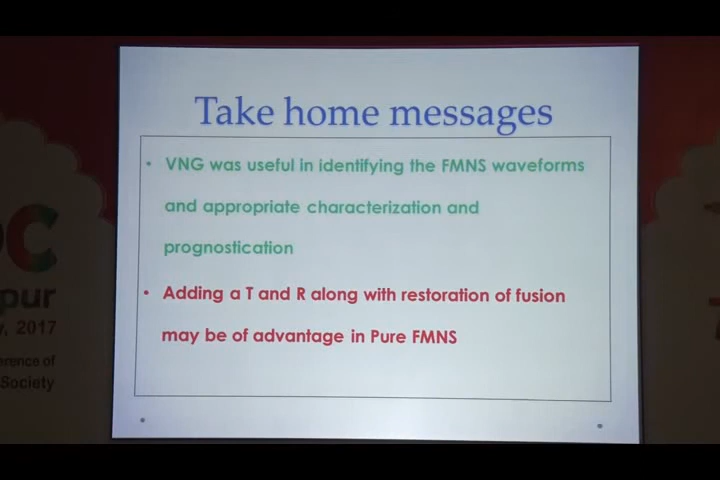 Take home messages
• VNG was useful in identifying the FMNS waveforms
and appropriate characterization and
prognostication
• Adding a T and R along with restoration of fusion
may be of advantage in Pure FMNS
C
pur
, 2017
erence of
Society